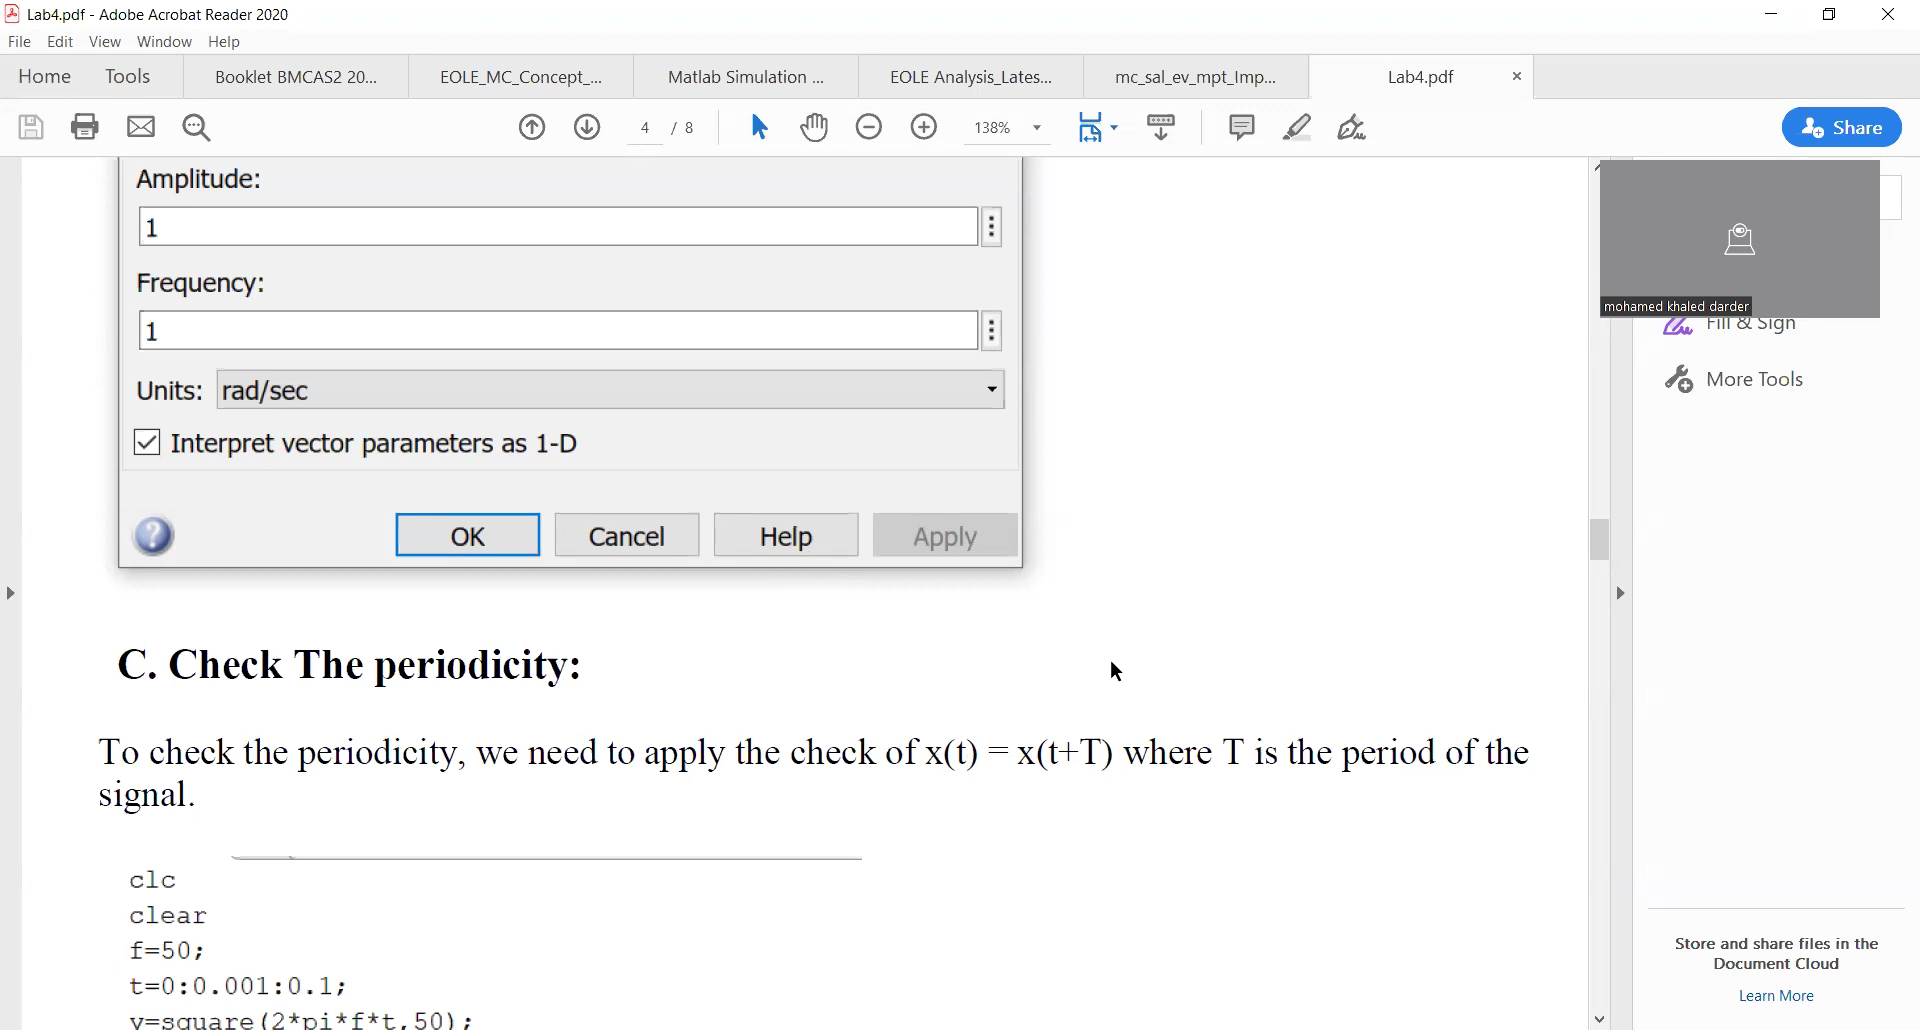 Lab4.pdf - Adobe Acrobat Reader 2020
File Edit View Window Help
Home Tools Booklet BMCAS2 20... EOLE_MC_Concept_... Matlab Simulation ... EOLE Analysis_Lates... mc_sal_ev_mpt_Imp... Lab4.pdf
4 / 8 138% Share
Amplitude:
1
Frequency:
1
Units: rad/sec
Interpret vector parameters as 1-D
OK Cancel Help Apply
C. Check The periodicity:
To check the periodicity, we need to apply the check of x(t) = x(t+T) where T is the period of the
signal.
clc
clear
f=50;
t=0:0.001:0.1;
y=square(2*pi*f*t,50);
mohamed khaled darder
Fill & Sign
More Tools
Store and share files in the
Document Cloud
Learn More